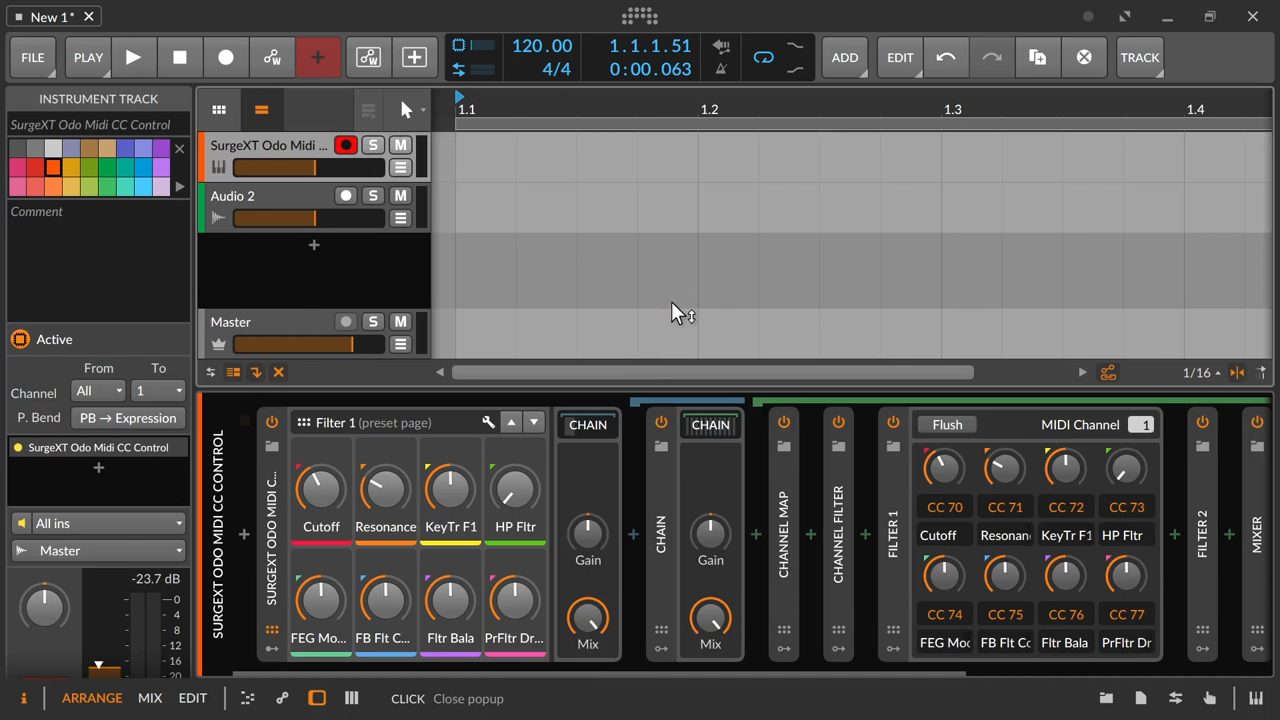 New 1*
FILE
PLAY
120.00
4/4
1.1.1.51
0:00.063
ADD
EDIT
TRACK
INSTRUMENT TRACK
SurgeXT Odo Midi CC Control
Comment
Active
From To
Channel All 1
P. Bend PB → Expression
SurgeXT Odo Midi CC Control
+
All ins
Master
-23.7 dB
0
4
8
12
16
20
1.1
1.2
1.3
1.4
SurgeXT Odo Midi ... S M
Audio 2 S M
+
Master S M
1/16
SURGEXT ODO MIDI CC CONTROL
SURGEXT ODO MIDI C...
Filter 1 (preset page)
Cutoff
Resonance
KeyTr F1
HP Fltr
FEG Mo...
FB Flt C...
Fltr Bala
PrFltr Dr...
CHAIN
Gain
Mix
CHAIN
CHAIN
Gain
Mix
CHANNEL MAP
CHANNEL FILTER
FILTER 1
Flush
MIDI Channel 1
CC 70
CC 71
CC 72
CC 73
Cutoff
Resonan
KeyTr F1
HP Fltr
CC 74
CC 75
CC 76
CC 77
FEG Moc
FB Flt Cc
Fltr Bala
PrFltr Dr
FILTER 2
MIXER
i
ARRANGE
MIX
EDIT
CLICK Close popup